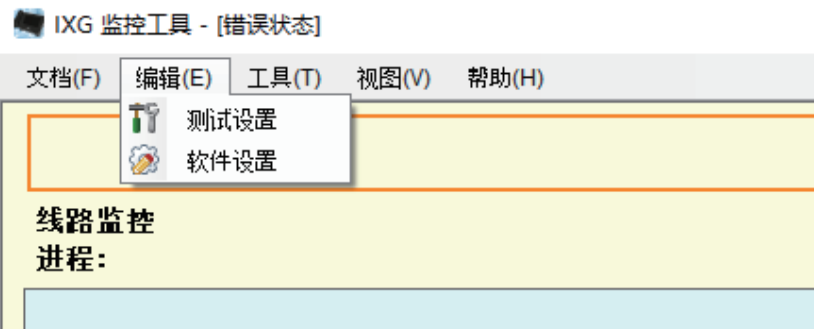 IXG 监控工具 - [错误状态]
文档(F) 编辑(E) 工具(T) 视图(V) 帮助(H)
测试设置
软件设置
线路监控
进程: